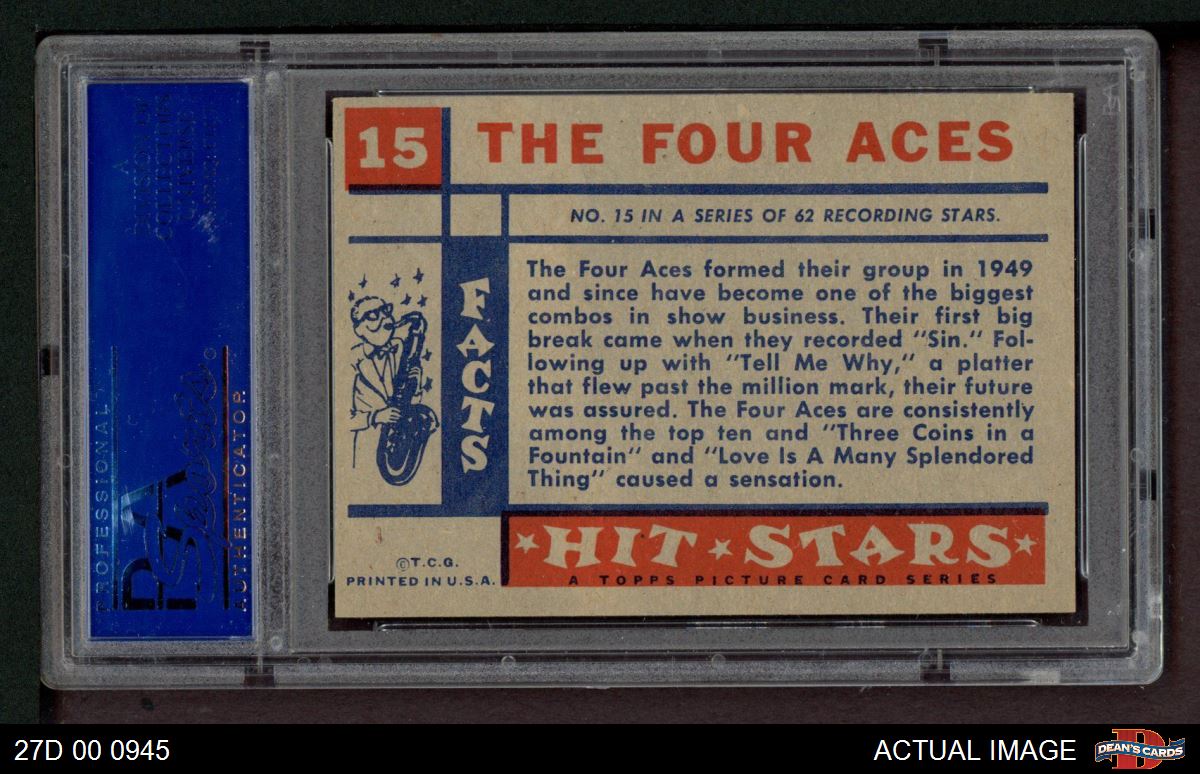 15
THE FOUR ACES
NO. 15 IN A SERIES OF 62 RECORDING STARS.
FACTS
The Four Aces formed their group in 1949
and since have become one of the biggest
combos in show business. Their first big
break came when they recorded "Sin." Fol-
lowing up with "Tell Me Why," a platter
that flew past the million mark, their future
was assured. The Four Aces are consistently
among the top ten and "Three Coins in a
Fountain" and "Love Is A Many Splendored
Thing" caused a sensation.
HIT STARS
A TOPPS PICTURE CARD SERIES
©T.C.G.
PRINTED IN U.S.A.
A
DIVISION OF
COLLECTORS
UNIVERSE
PROFESSIONAL
PSA
AUTHENTICATOR
27D 00 0945
ACTUAL IMAGE
DEAN'S CARDS